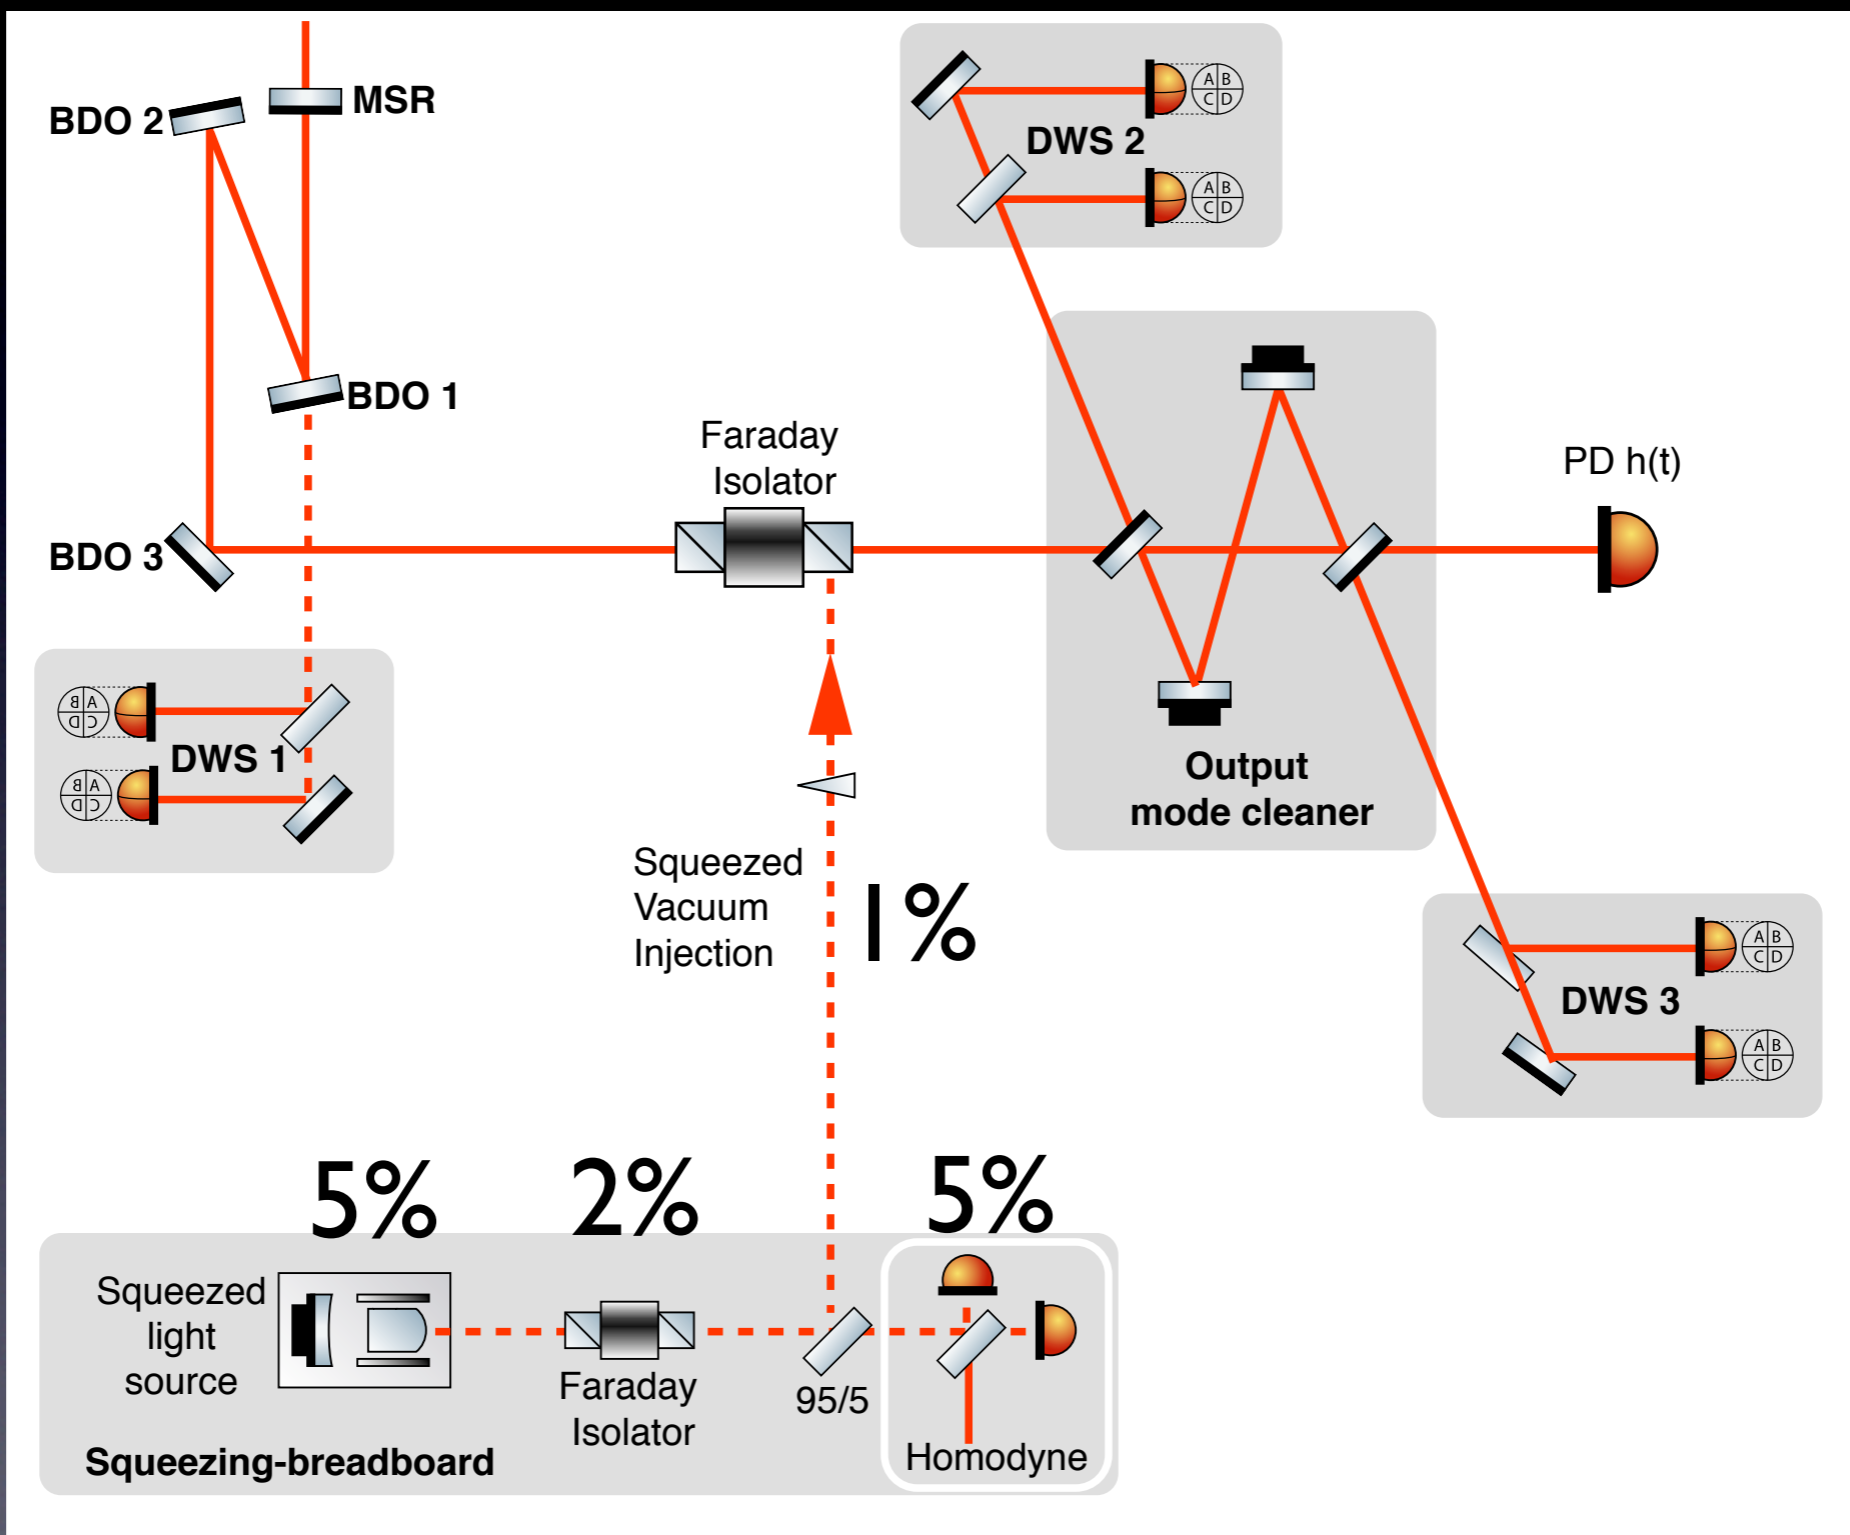 MSR
BDO 2
DWS 2
A B
C D
A B
C D
BDO 1
Faraday
Isolator
PD h(t)
BDO 3
A B
C D
DWS 1
A B
C D
Output
mode cleaner
Squeezed
Vacuum
Injection
1%
A B
C D
DWS 3
A B
C D
5%
2%
5%
Squeezed
light
source
Faraday
Isolator
95/5
Homodyne
Squeezing-breadboard